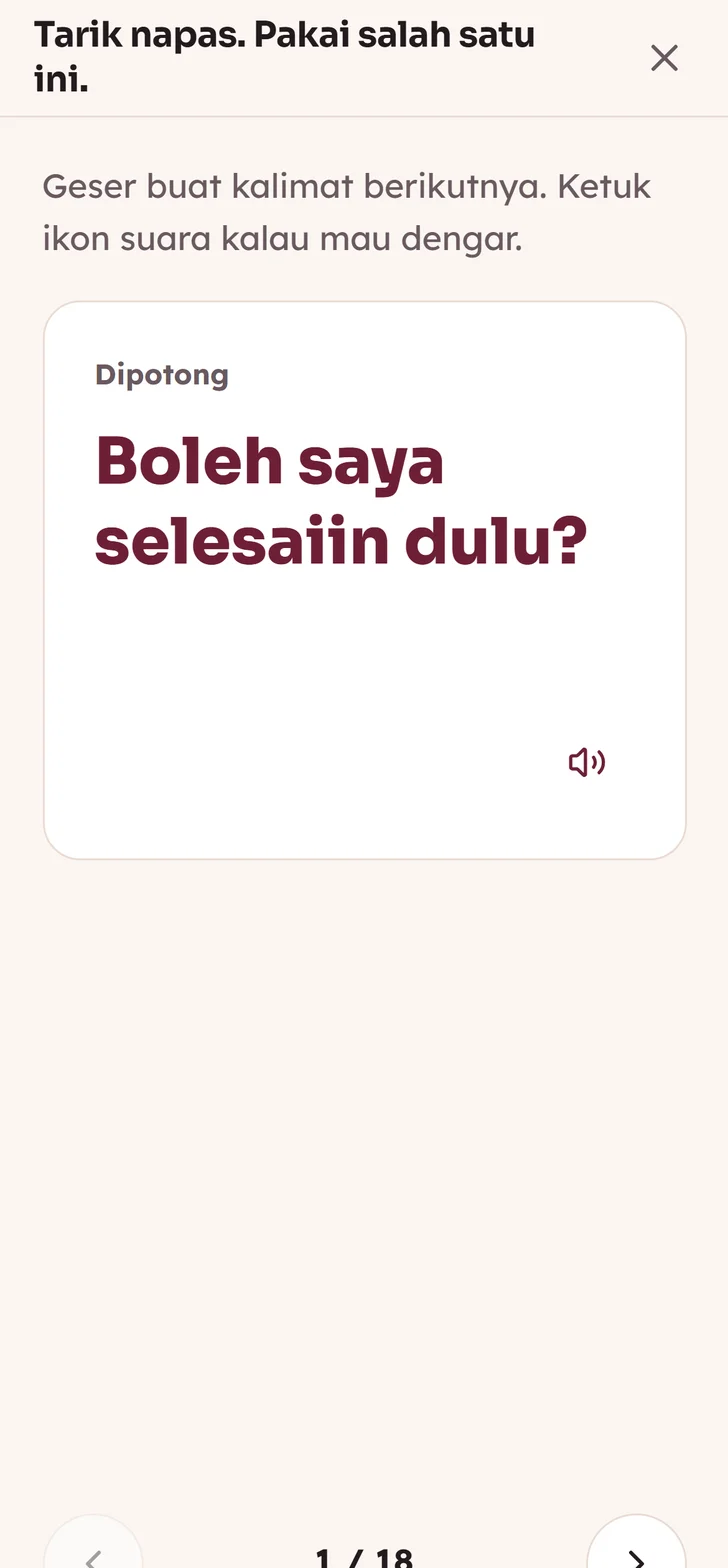 Tarik napas. Pakai salah satu
ini.
Geser buat kalimat berikutnya. Ketuk
ikon suara kalau mau dengar.
Dipotong
Boleh saya
selesaiin dulu?
1 / 18